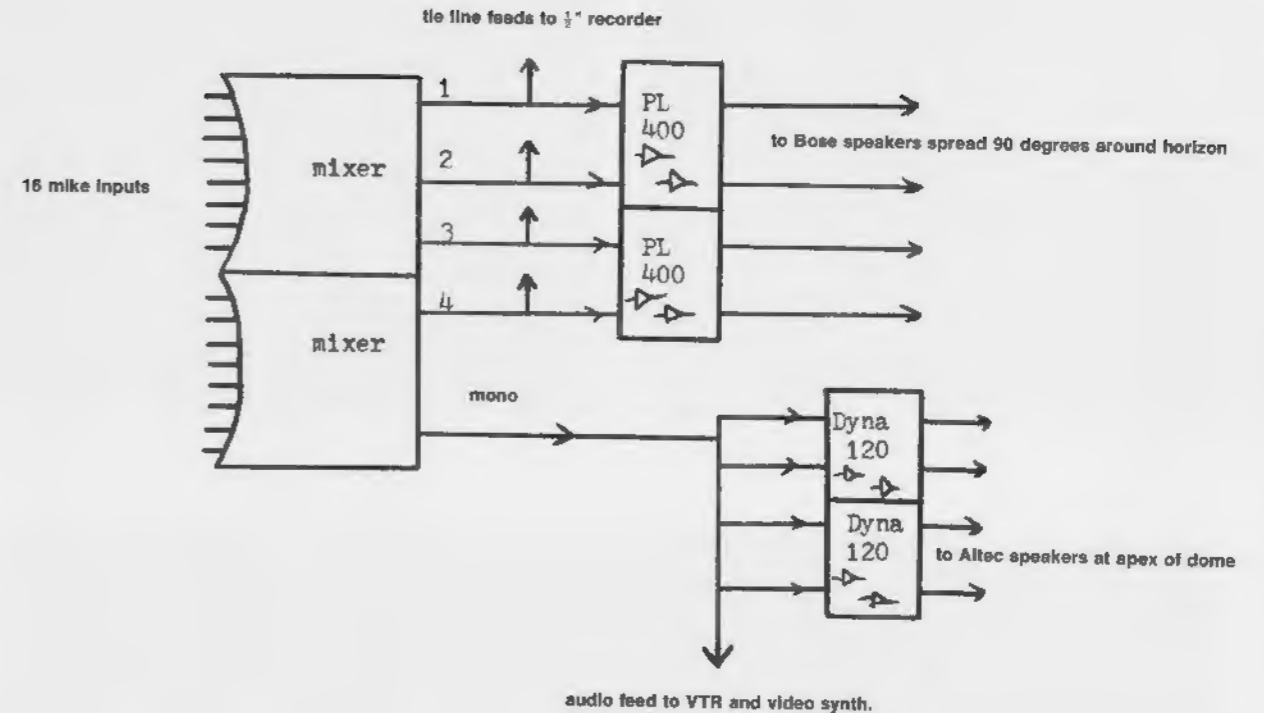 tie line feeds to ½" recorder
1
PL
400
to Bose speakers spread 90 degrees around horizon
2
mixer
16 mike inputs
3
PL
400
4
mixer
mono
Dyna
120
Dyna
120
to Altec speakers at apex of dome
audio feed to VTR and video synth.